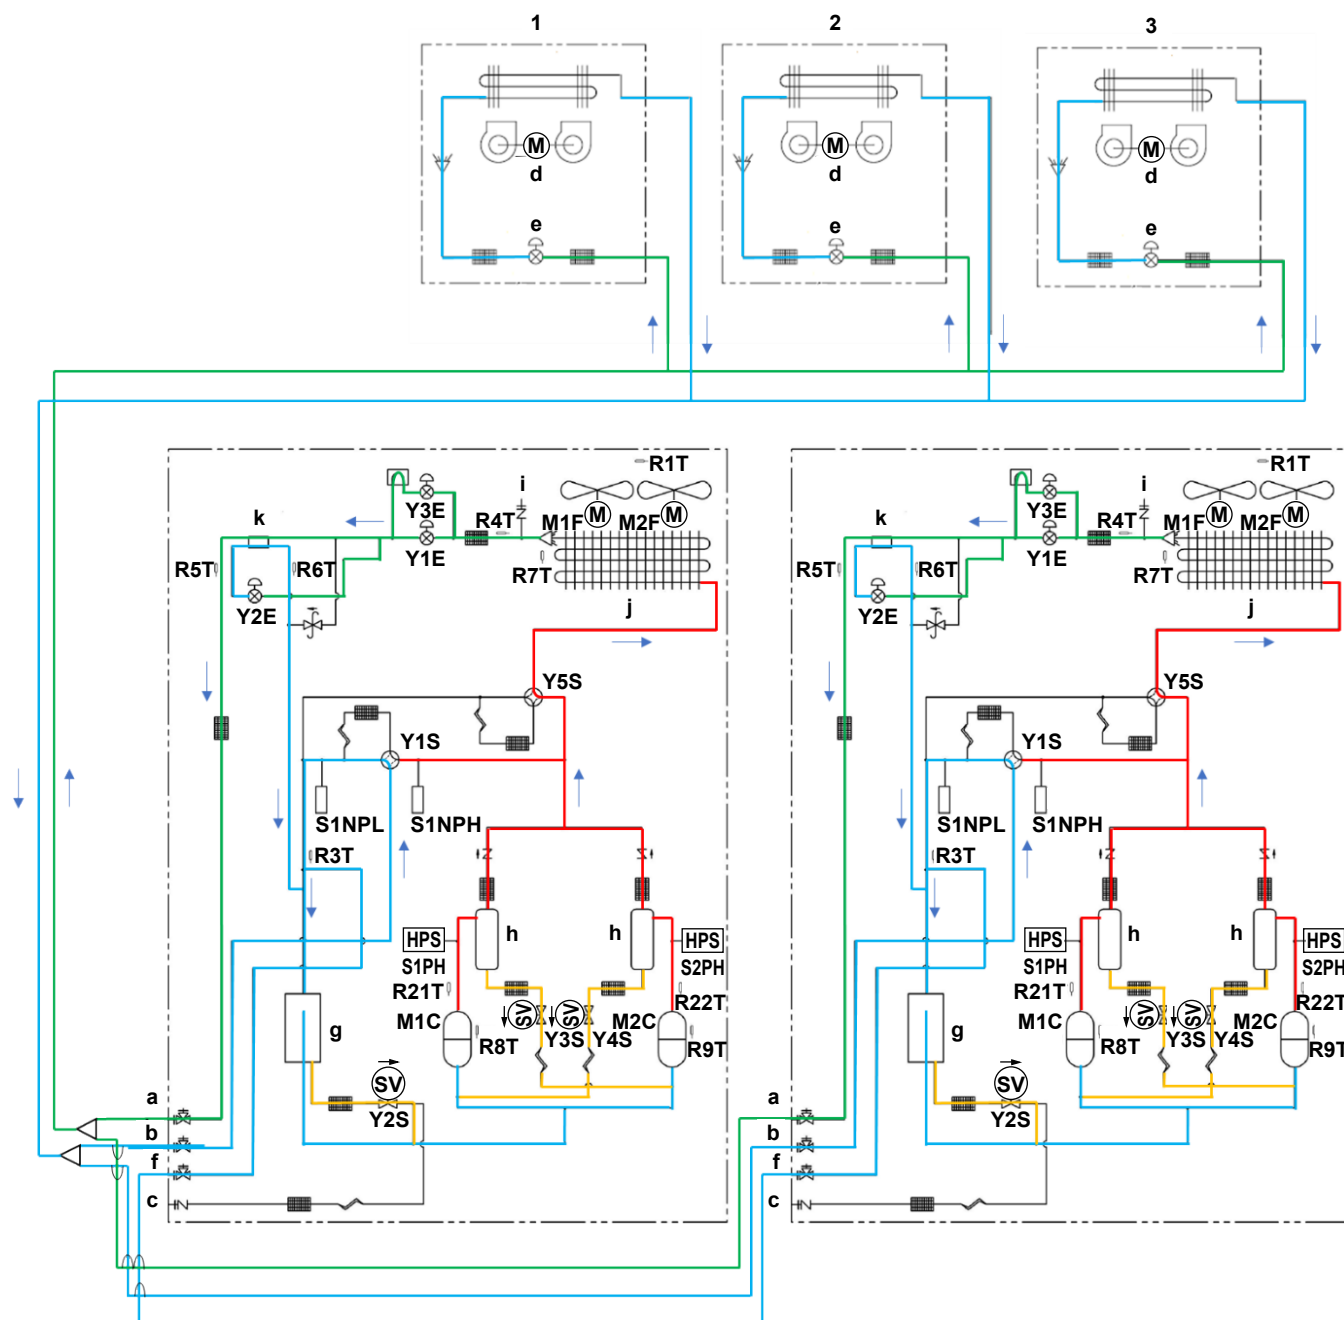 1 2 3
M M M
d d d
e e e
R1T R1T
i i
M M M M
k Y3E R4T M1F M2F k Y3E R4T M1F M2F
Y1E Y1E
R5T R6T R7T R5T R6T R7T
Y2E j Y2E j
Y5S Y5S
Y1S Y1S
S1NPL S1NPH S1NPL S1NPH
R3T R3T
h h h h
HPS HPS HPS HPS
S1PH S2PH S1PH S2PH
R21T R22T R21T R22T
M1C SV SV M2C M1C SV SV M2C
g R8T Y3S Y4S R9T g R8T Y3S Y4S R9T
SV SV
a Y2S a Y2S
b b
f f
c c